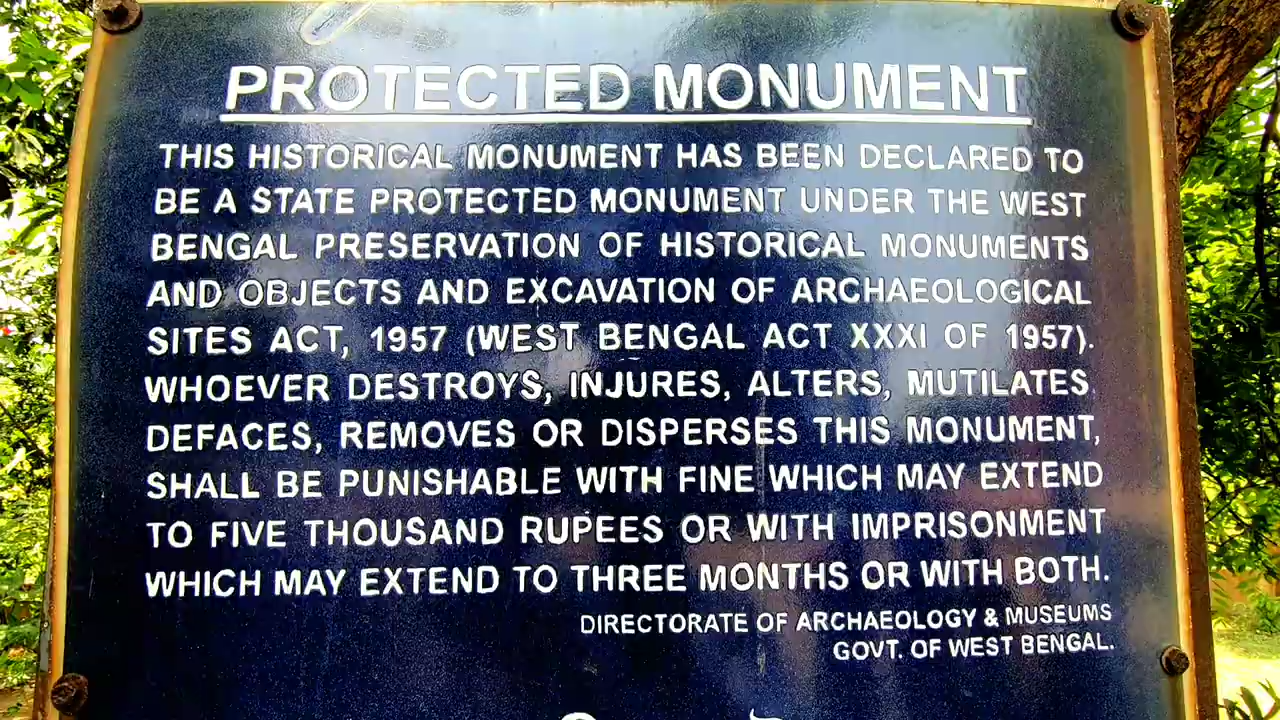 PROTECTED MONUMENT
THIS HISTORICAL MONUMENT HAS BEEN DECLARED TO
BE A STATE PROTECTED MONUMENT UNDER THE WEST
BENGAL PRESERVATION OF HISTORICAL MONUMENTS
AND OBJECTS AND EXCAVATION OF ARCHAEOLOGICAL
SITES ACT, 1957 (WEST BENGAL ACT XXXI OF 1957).
WHOEVER DESTROYS, INJURES, ALTERS, MUTILATES,
DEFACES, REMOVES OR DISPERSES THIS MONUMENT,
SHALL BE PUNISHABLE WITH FINE WHICH MAY EXTEND
TO FIVE THOUSAND RUPEES OR WITH IMPRISONMENT
WHICH MAY EXTEND TO THREE MONTHS OR WITH BOTH.
DIRECTORATE OF ARCHAEOLOGY & MUSEUMS
GOVT. OF WEST BENGAL.